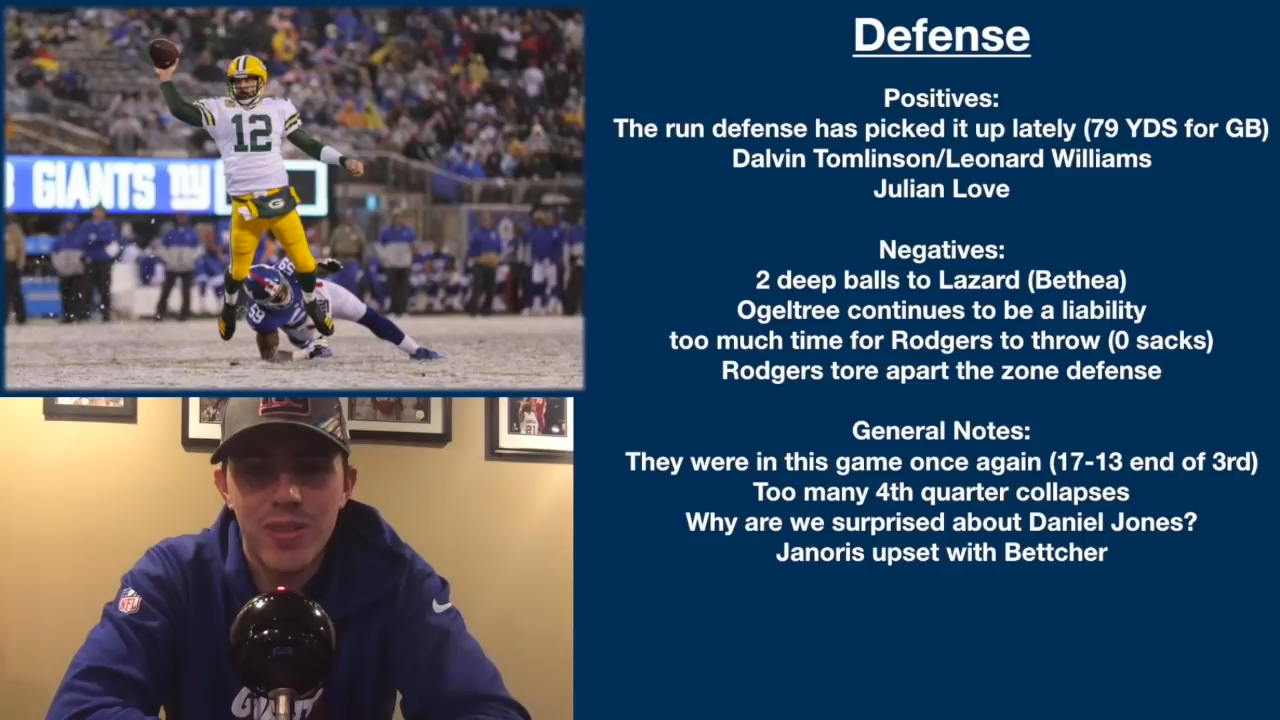 GIANTS NY
12
G
59
59
NFL
Defense
Positives:
The run defense has picked it up lately (79 YDS for GB)
Dalvin Tomlinson/Leonard Williams
Julian Love
Negatives:
2 deep balls to Lazard (Bethea)
Ogeltree continues to be a liability
too much time for Rodgers to throw (0 sacks)
Rodgers tore apart the zone defense
General Notes:
They were in this game once again (17-13 end of 3rd)
Too many 4th quarter collapses
Why are we surprised about Daniel Jones?
Janoris upset with Bettcher